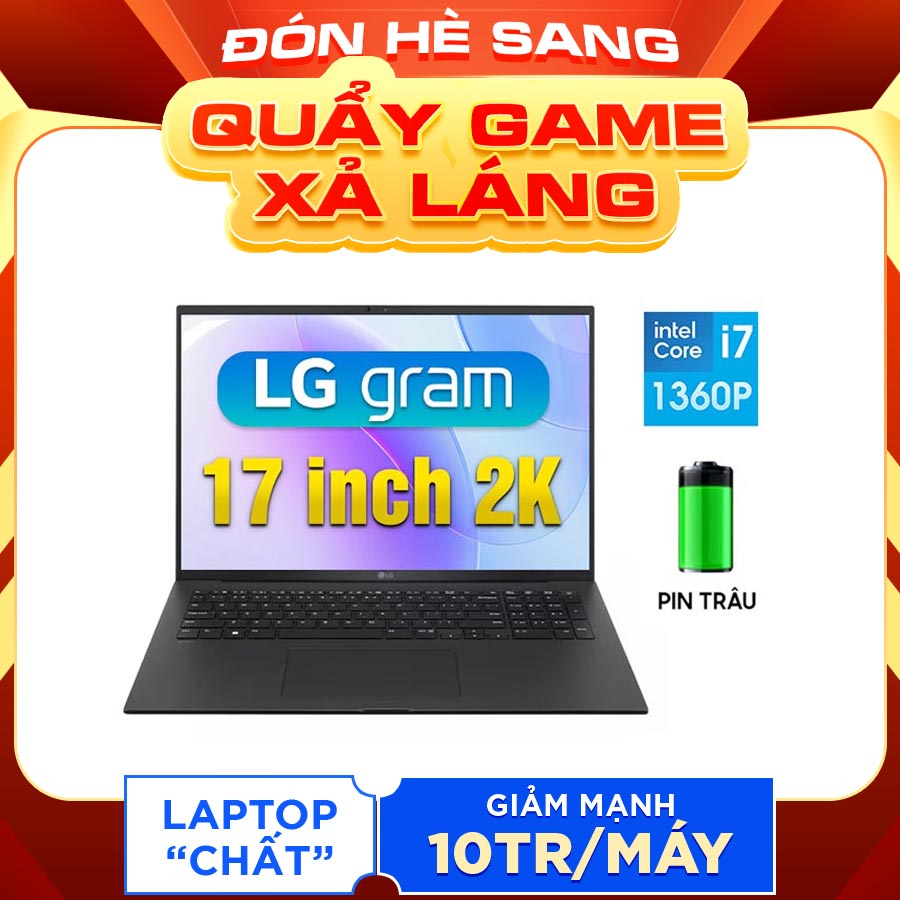 ĐÓN HÈ SANG
QUẨY GAME
XẢ LÁNG
LG gram
17 inch 2K
LG
intel
Core i7
1360P
PIN TRÂU
LAPTOP
“CHẤT”
GIẢM MẠNH
10TR/MÁY